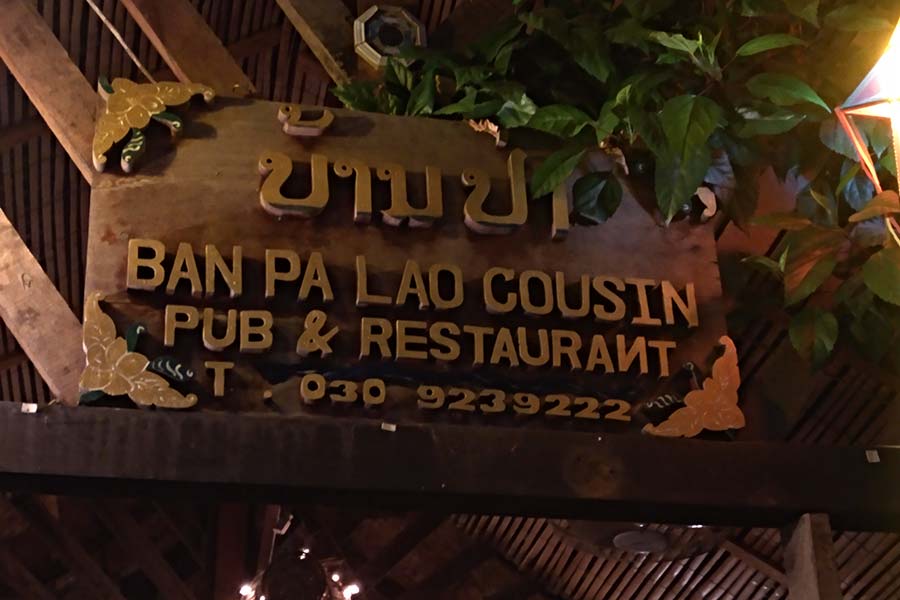 ບ້ານປາ
BAN PA LAO COUSIN
PUB & RESTAURANT
T . 030 9239222